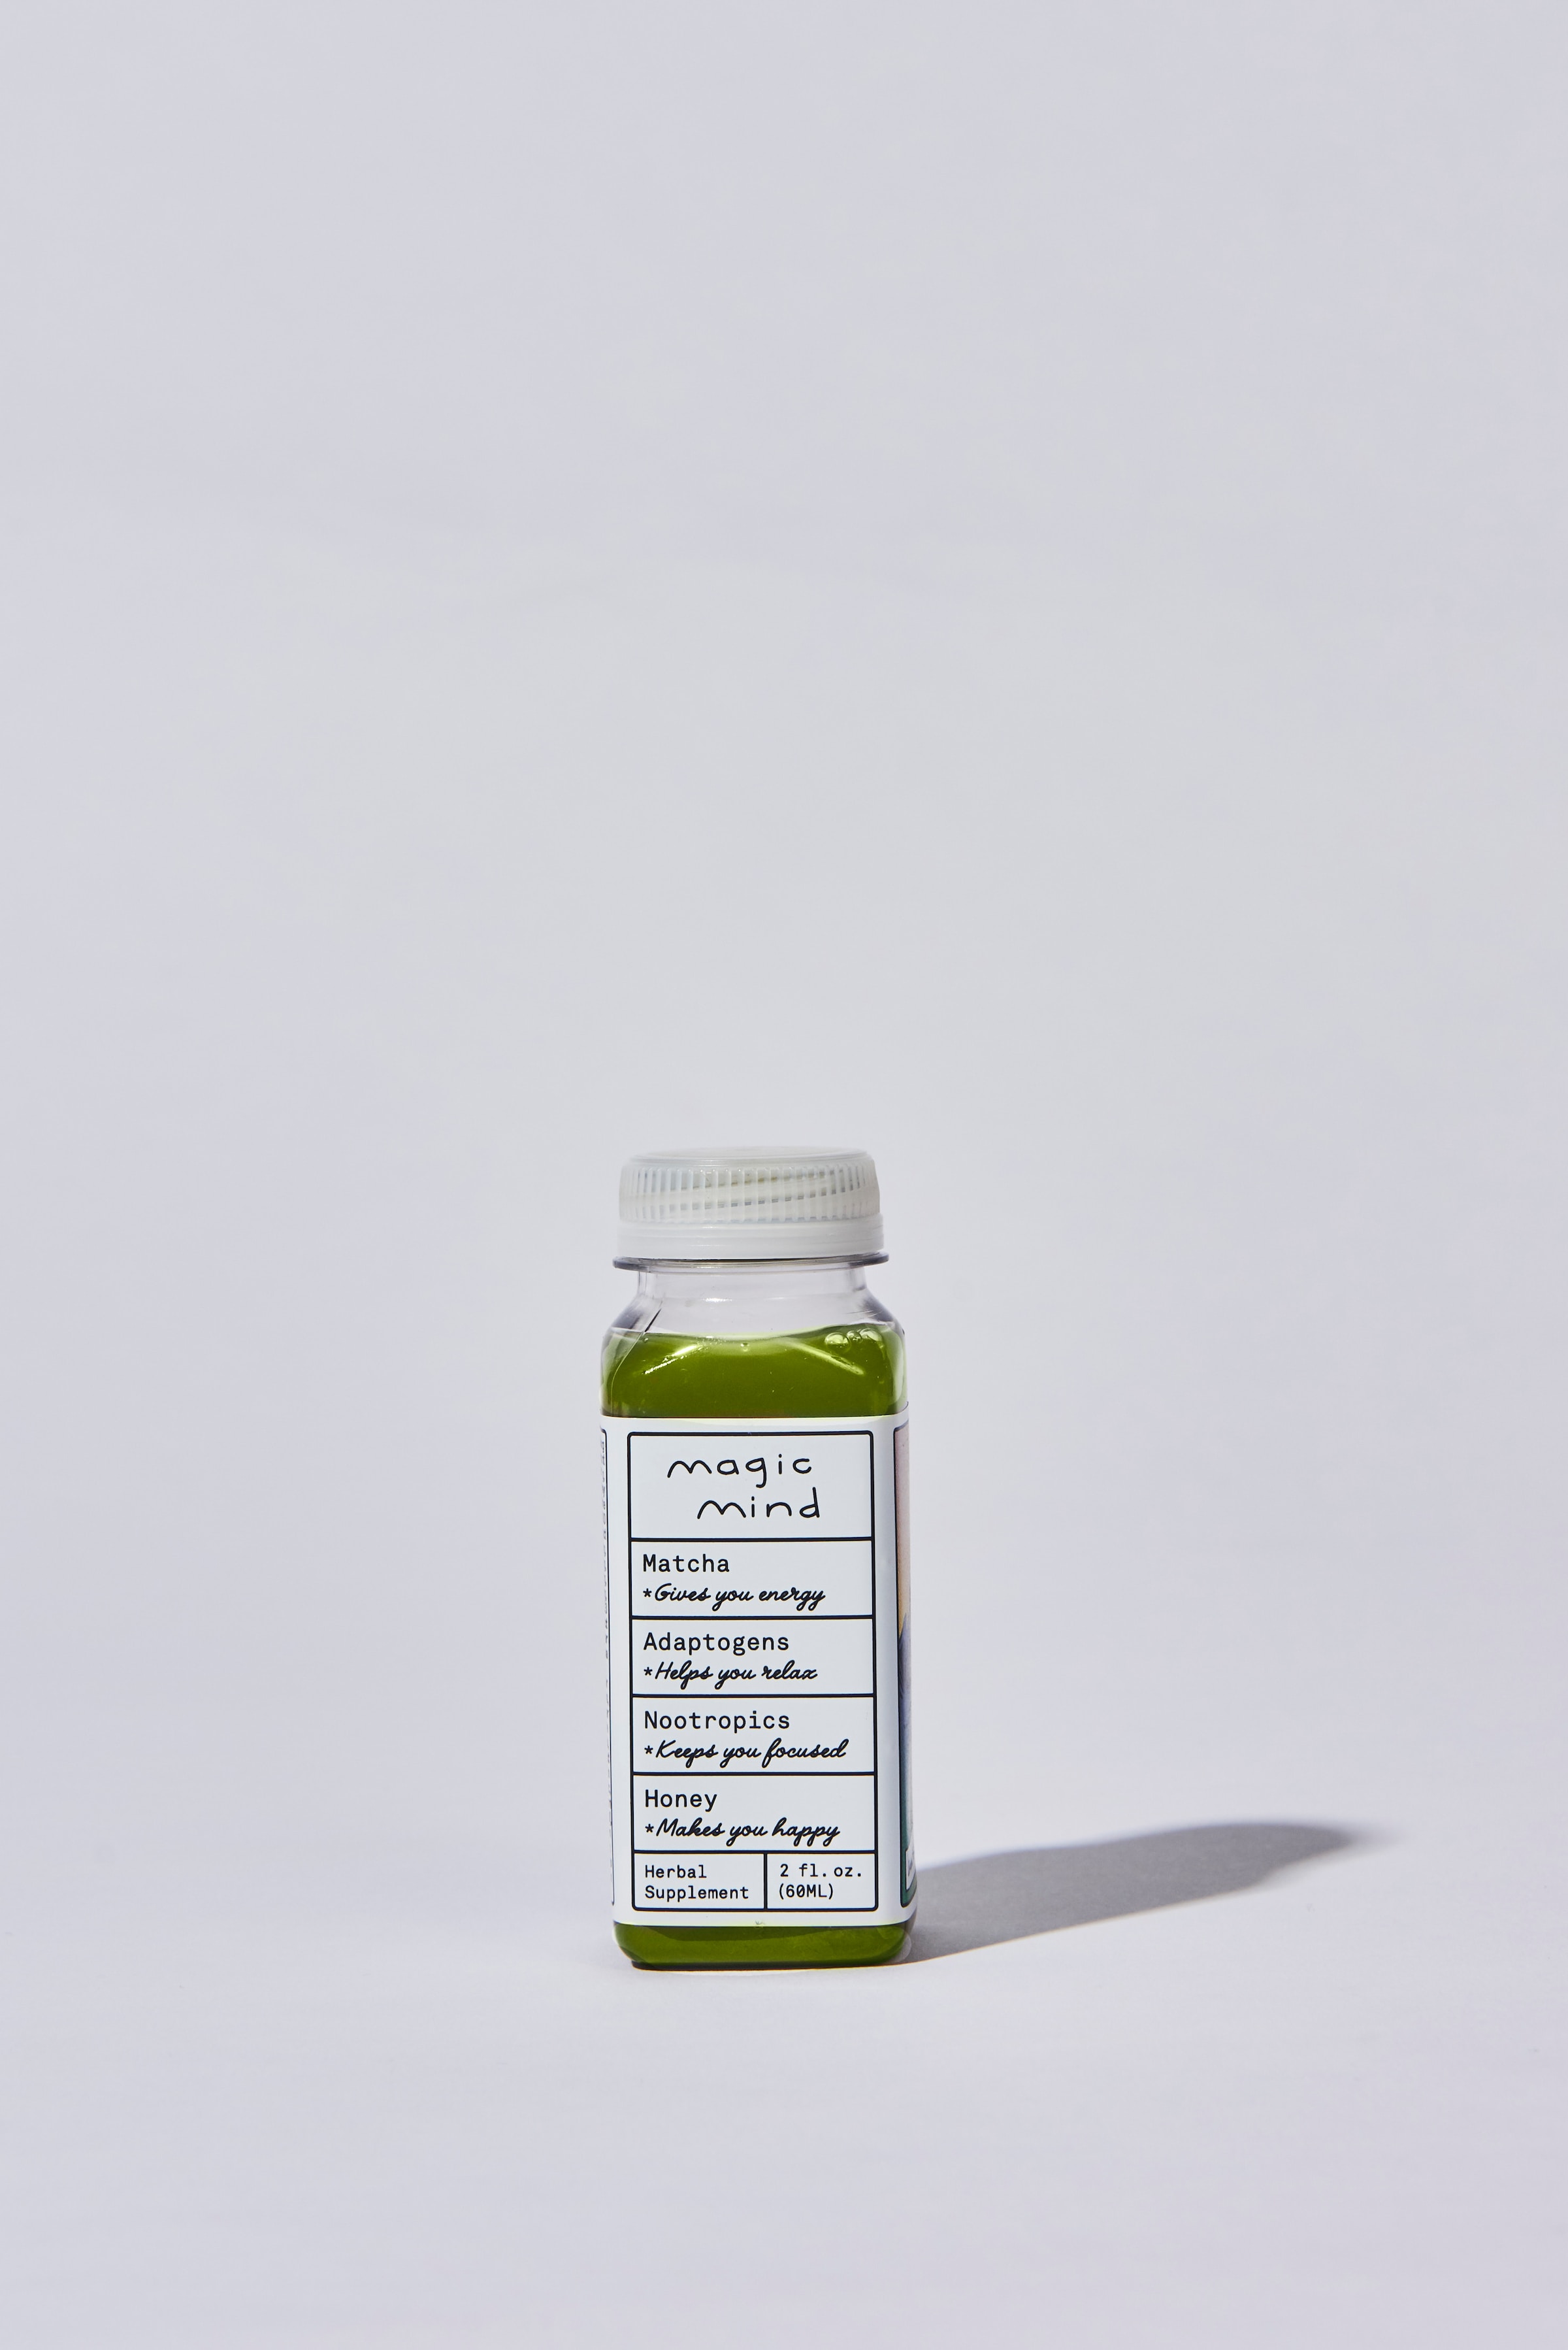 magic
mind
Matcha
*Gives you energy
Adaptogens
*Helps you relax
Nootropics
*Keeps you focused
Honey
*Makes you happy
Herbal
Supplement
2 fl. oz.
(60ML)